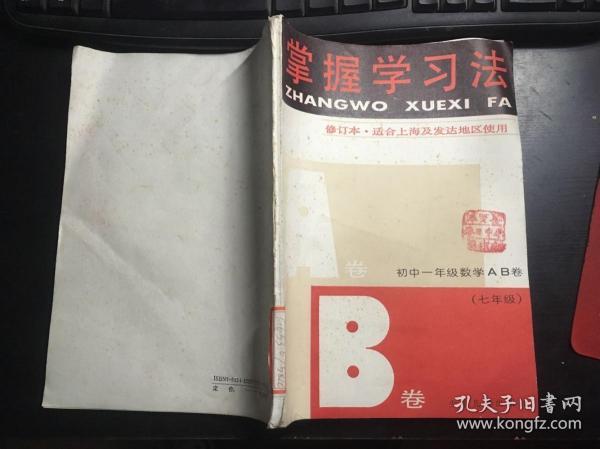 掌握学习法
ZHANGWO XUEXI FA
修订本·适合上海及发达地区使用
A
卷
初中一年级数学AB卷
(七年级)
B
卷
定价
孔夫子旧书网
www.kongfz.com